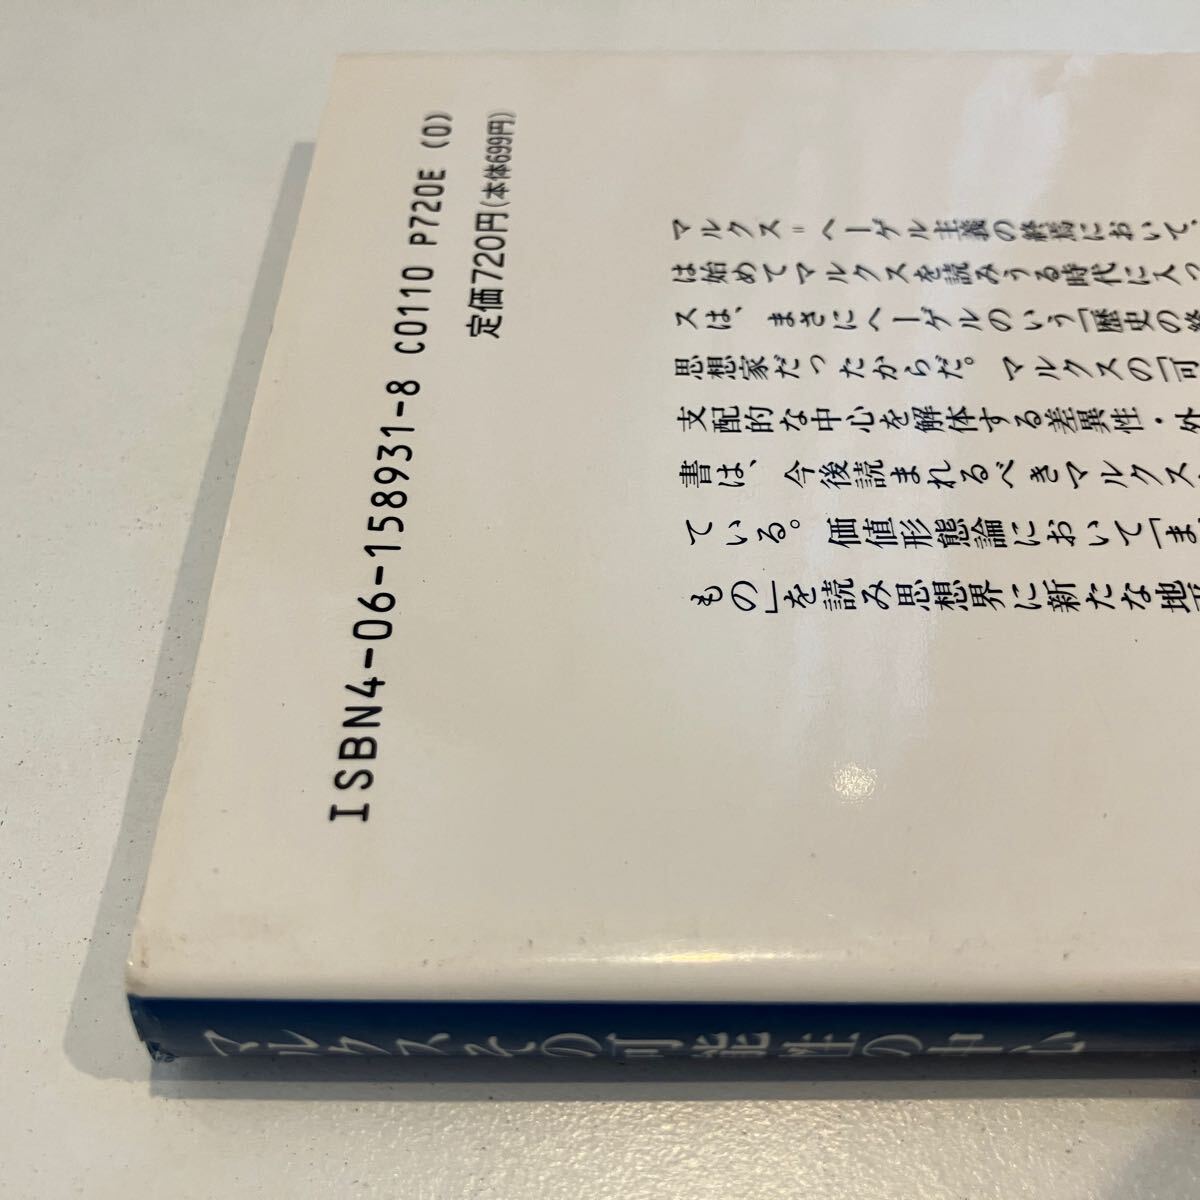 ISBN4-06-158931-8 C0110 P720E (0)
定価720円(本体699円)
マルクス=ヘーゲル主義の終焉において、
は始めてマルクスを読みうる時代に入っ
スは、まさにヘーゲルのいう「歴史の終
思想家だったからだ。マルクスの「可
支配的な中心を解体する差異性・外
書は、今後読まれるべきマルクス
ている。価値形態論において「ま
もの」を読み思想界に新たな地
マルクスその可能性の中心